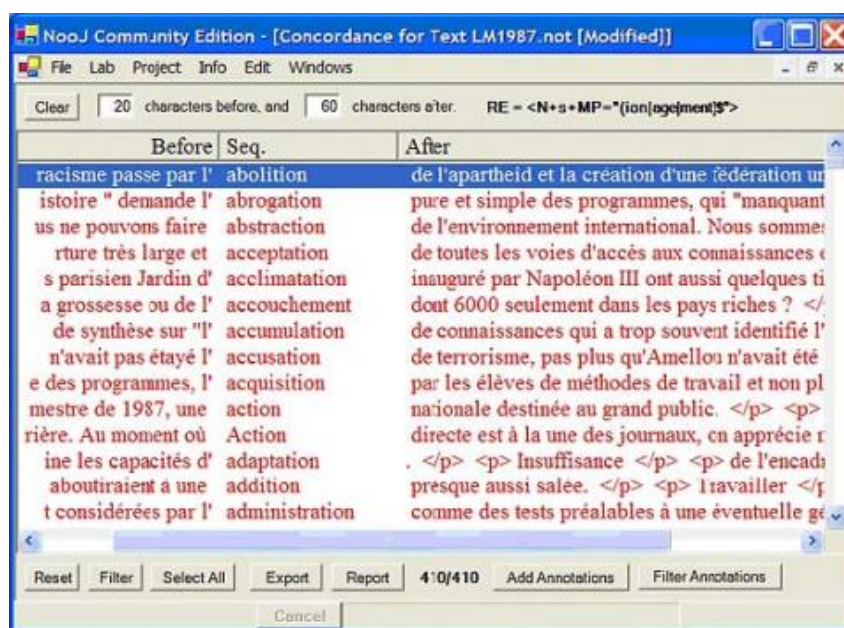 NooJ Community Edition - [Concordance for Text LM1987.not [Modified]]
File Lab Project Info Edit Windows
Clear 20 characters before, and 60 characters after. RE = <N+s+MP="(ion|age|ment)$">
Before Seq. After
racisme passe par l' abolition de l'apartheid et la création d'une fédération un
istoire " demande l' abrogation pure et simple des programmes, qui "manquant
us ne pouvons faire abstraction de l'environnement international. Nous sommes
rture très large et acceptation de toutes les voies d'accès aux connaissances
s parisien Jardin d' acclimatation inauguré par Napoléon III ont aussi quelques ti
a grossesse ou de l' accouchement dont 6000 seulement dans les pays riches ? </
de synthèse sur "l' accumulation de connaissances qui a trop souvent identifié l'
n'avait pas étayé l' accusation de terrorisme, pas plus qu'Amellou n'avait été
e des programmes, l' acquisition par les élèves de méthodes de travail et non pl
mestre de 1987, une action nationale destinée au grand public. </p> <p>
rière. Au moment où Action directe est à la une des journaux, on apprécie
ine les capacités d' adaptation . </p> <p> Insuffisance </p> <p> de l'encadr
aboutiraient à une addition presque aussi salée. </p> <p> Travailler </p
t considérées par l' administration comme des tests préalables à une éventuelle gé
Reset Filter Select All Export Report 410/410 Add Annotations Filter Annotations
Cancel